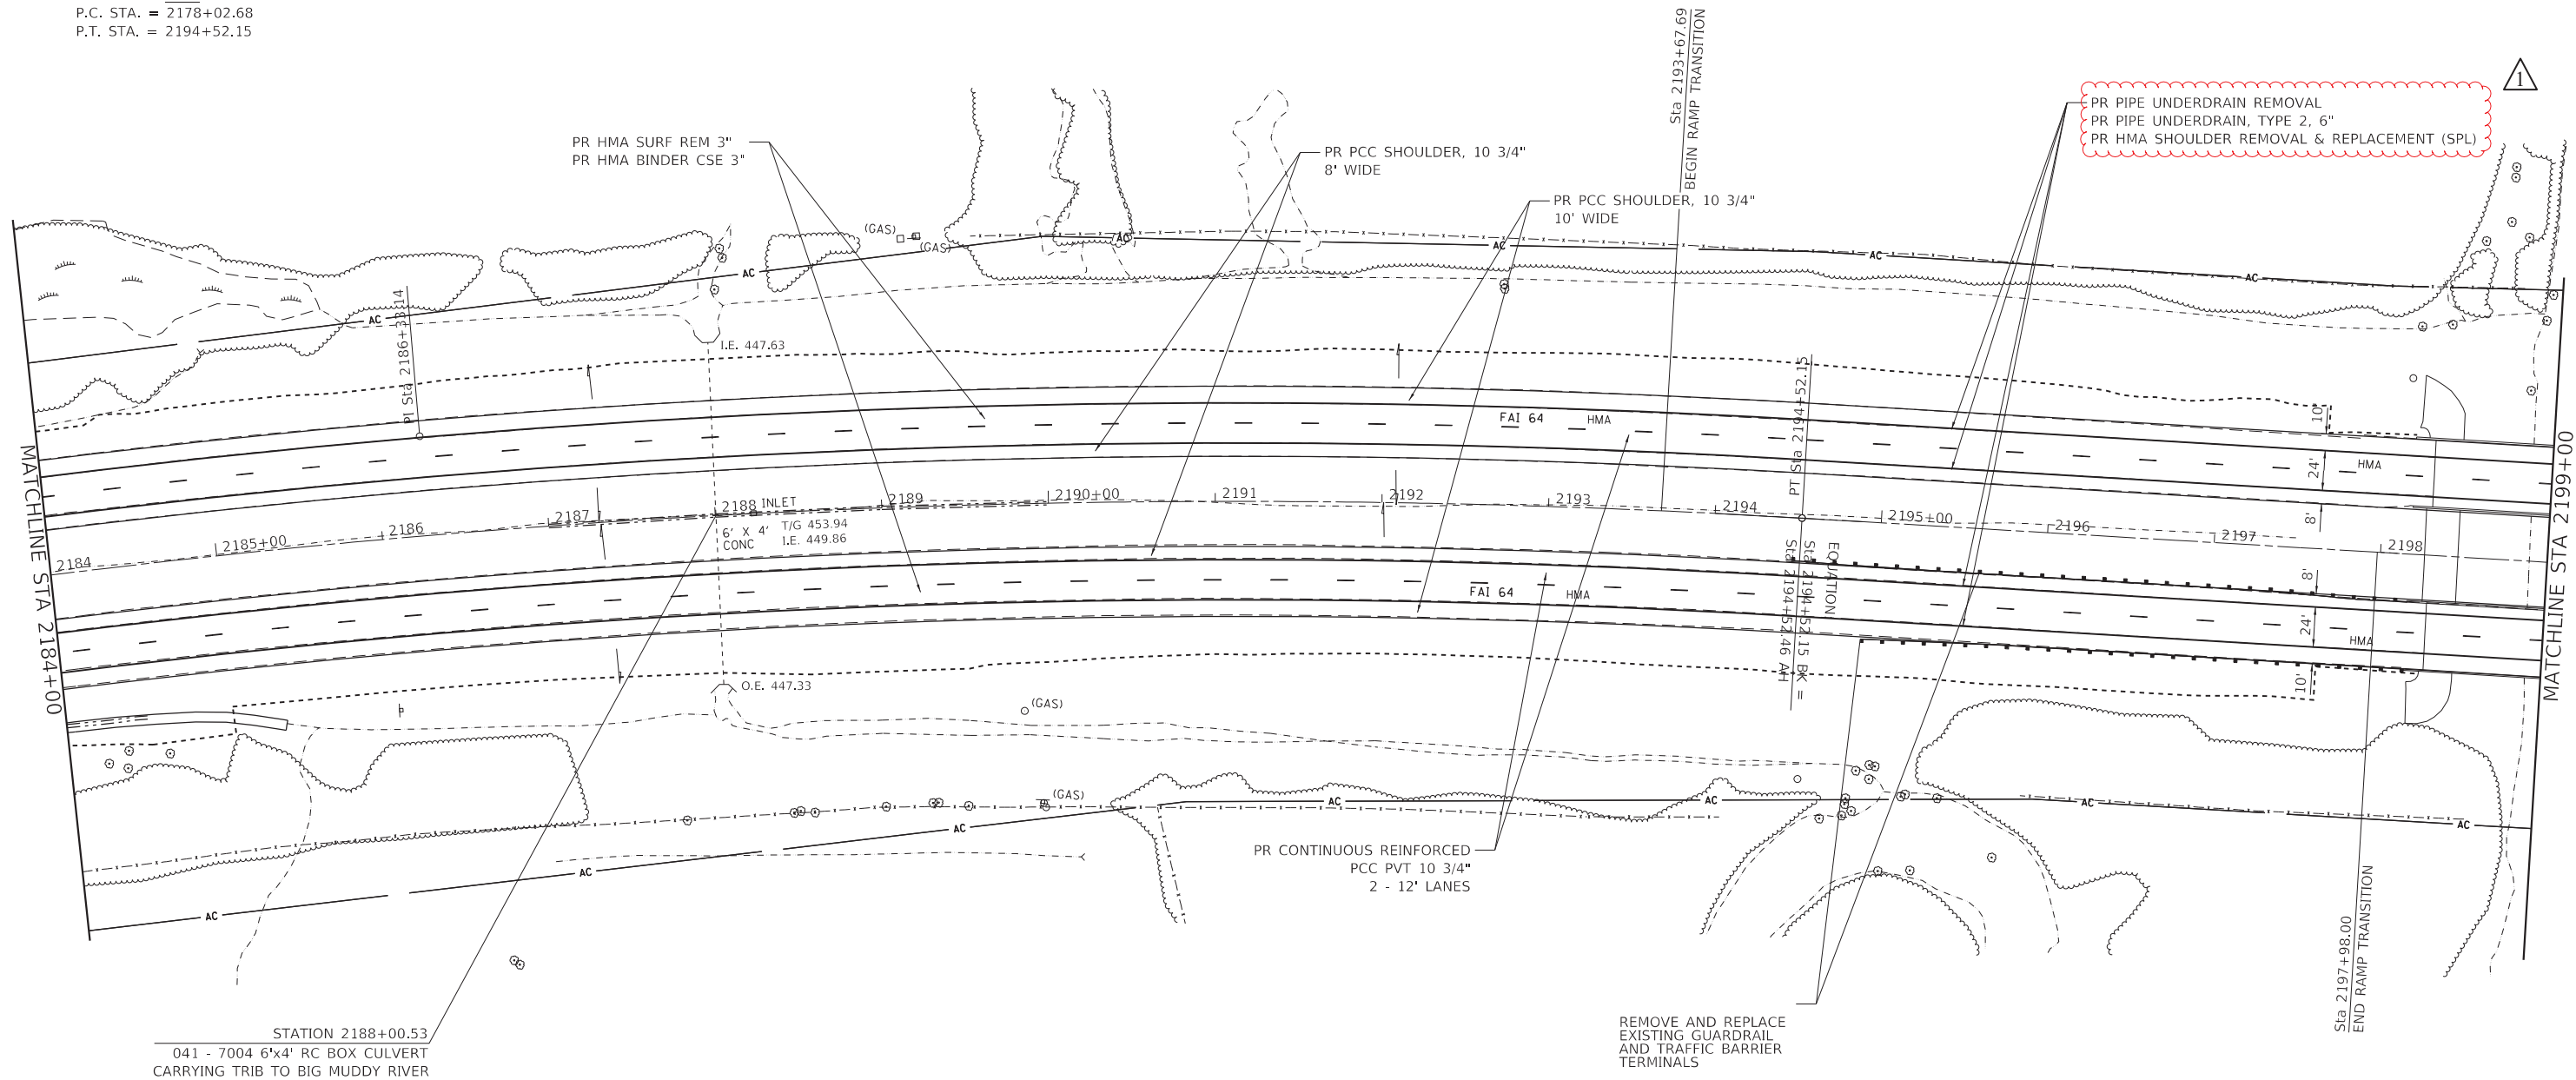 P.C. STA. = 2178+02.68
P.T. STA. = 2194+52.15
Sta 2193+67.69
BEGIN RAMP TRANSITION
1
PR PIPE UNDERDRAIN REMOVAL
PR PIPE UNDERDRAIN, TYPE 2, 6"
PR HMA SHOULDER REMOVAL & REPLACEMENT (SPL)
PR HMA SURF REM 3"
PR HMA BINDER CSE 3"
PR PCC SHOULDER, 10 3/4"
8' WIDE
PR PCC SHOULDER, 10 3/4"
10' WIDE
(GAS)
(GAS)
AC
AC
AC
AC
AC
AC
PI Sta 2186+33.14
I.E. 447.63
PT Sta 2194+52.15
FAI 64
HMA
HMA
10'
24'
8'
MATCHLINE STA 2184+00
MATCHLINE STA 2199+00
2184
2185+00
2186
2187
2188
INLET
2189
2190+00
2191
2192
2193
2194
2195+00
2196
2197
2198
6' X 4'
CONC
T/G 453.94
I.E. 449.86
EQUATION
Sta 2194+52.15 BK =
Sta 2194+52.46 AH
FAI 64
HMA
HMA
8'
24'
10'
O.E. 447.33
(GAS)
(GAS)
AC
AC
AC
AC
AC
AC
AC
PR CONTINUOUS REINFORCED
PCC PVT 10 3/4"
2 - 12' LANES
Sta 2197+98.00
END RAMP TRANSITION
STATION 2188+00.53
041 - 7004 6'x4' RC BOX CULVERT
CARRYING TRIB TO BIG MUDDY RIVER
REMOVE AND REPLACE
EXISTING GUARDRAIL
AND TRAFFIC BARRIER
TERMINALS